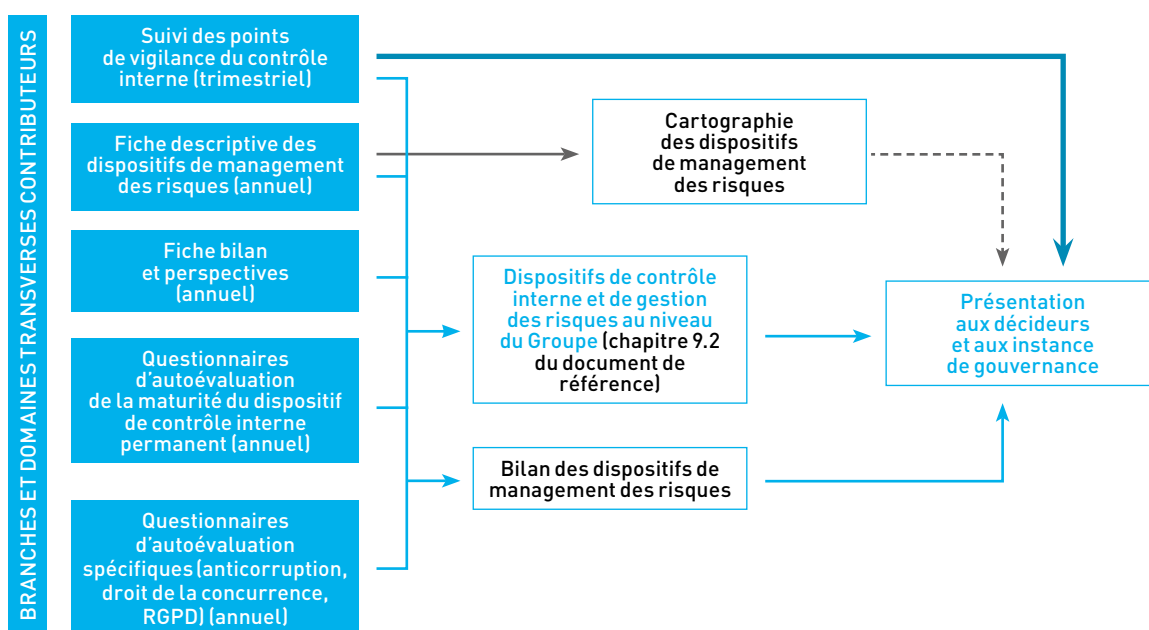 BRANCHES ET DOMAINES TRANSVERSES CONTRIBUTEURS
Suivi des points
de vigilance du contrôle
interne (trimestriel)
Fiche descriptive des
dispositifs de management
des risques (annuel)
Fiche bilan
et perspectives
(annuel)
Questionnaires
d'autoévaluation
de la maturité du dispositif
de contrôle interne
permanent (annuel)
Questionnaires
d'autoévaluation
spécifiques (anticorruption,
droit de la concurrence,
RGPD) (annuel)
Cartographie
des dispositifs
de management
des risques
Dispositifs de contrôle
interne et de gestion
des risques au niveau
du Groupe (chapitre 9.2
du document de
référence)
Bilan des dispositifs de
management des risques
Présentation
aux décideurs
et aux instance
de gouvernance